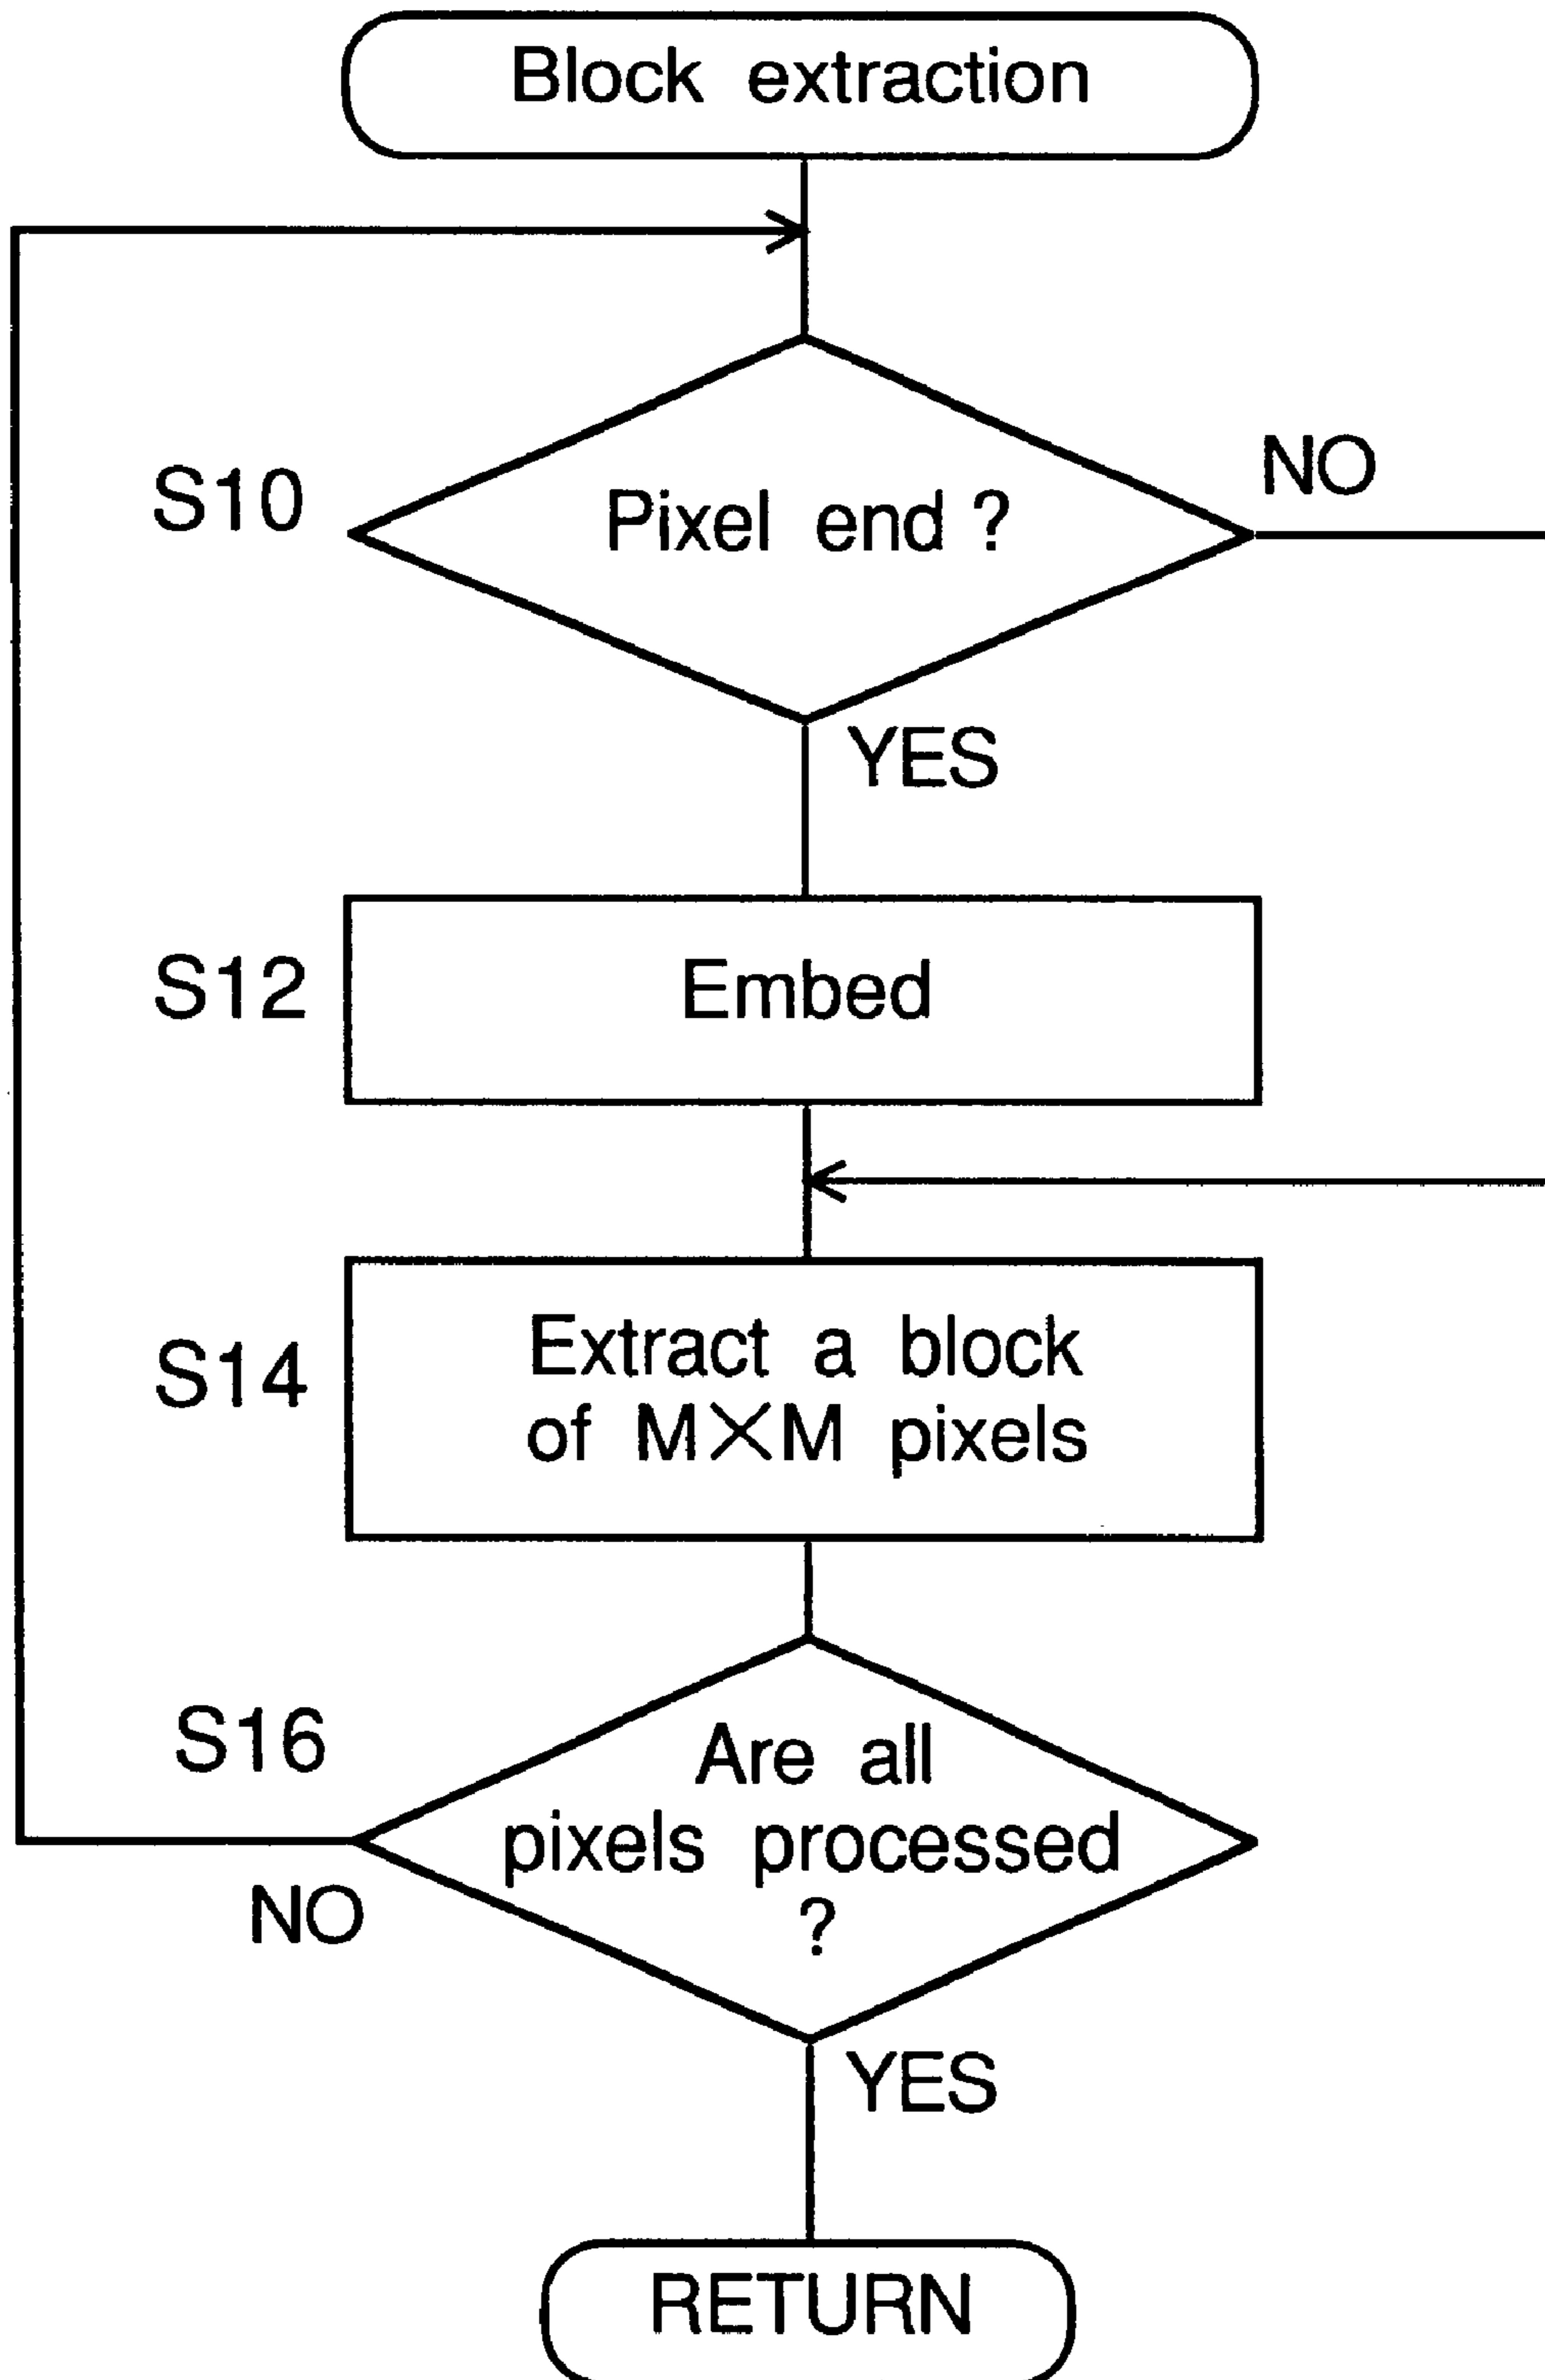 Block extraction
S10
Pixel end ?
NO
YES
S12
Embed
S14
Extract a block
of M×M pixels
S16
Are all
pixels processed
?
NO
YES
RETURN